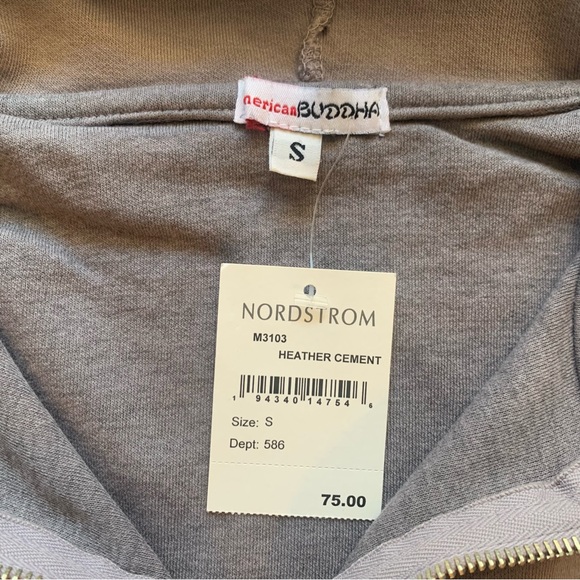 nericanBUDDHA
S
NORDSTROM
M3103
HEATHER CEMENT
1 94340 14754 6
Size: S
Dept: 586
75.00